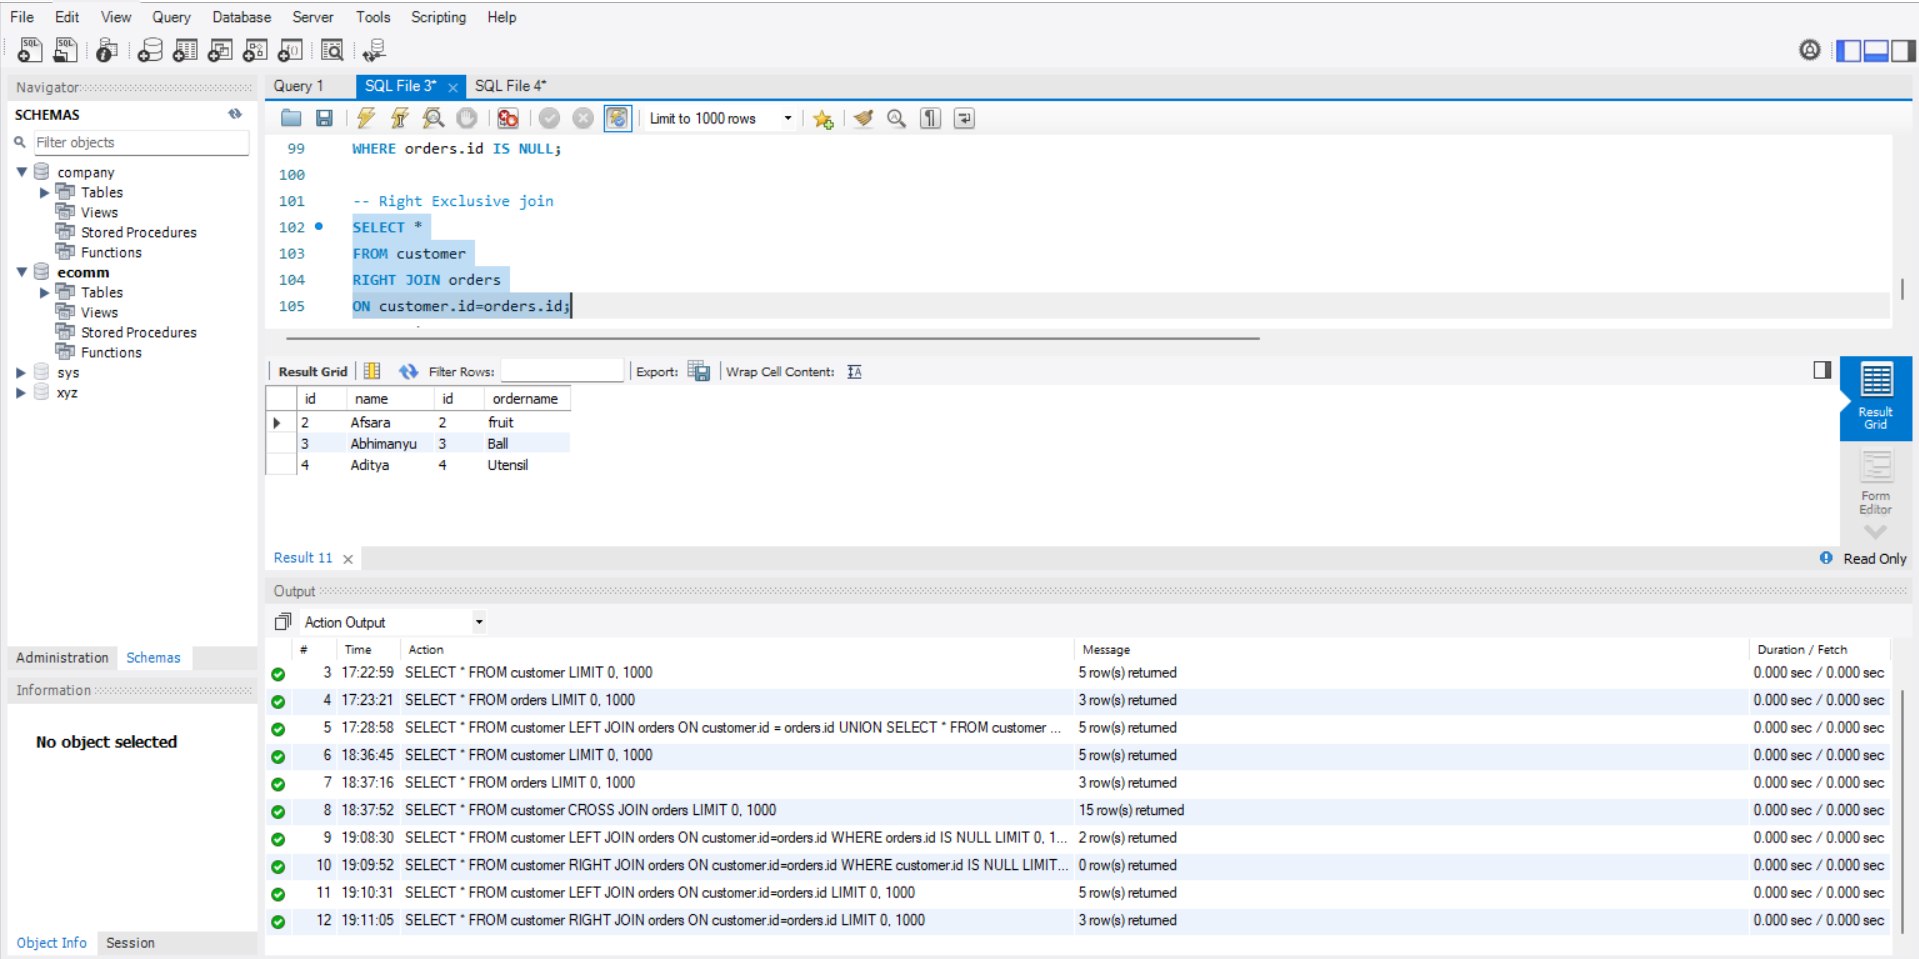 File Edit View Query Database Server Tools Scripting Help
Navigator
SCHEMAS
Filter objects
company
Tables
Views
Stored Procedures
Functions
ecomm
Tables
Views
Stored Procedures
Functions
sys
xyz
Administration Schemas
Information
No object selected
Object Info Session
Query 1 SQL File 3* SQL File 4*
Limit to 1000 rows
99 WHERE orders.id IS NULL;
100
101 -- Right Exclusive join
102 SELECT *
103 FROM customer
104 RIGHT JOIN orders
105 ON customer.id=orders.id;
Result Grid Filter Rows: Export: Wrap Cell Content:
id name id ordername
2 Afsara 2 fruit
3 Abhimanyu 3 Ball
4 Aditya 4 Utensil
Result Grid
Form Editor
Result 11
Read Only
Output
Action Output
# Time Action Message Duration / Fetch
3 17:22:59 SELECT * FROM customer LIMIT 0, 1000 5 row(s) returned 0.000 sec / 0.000 sec
4 17:23:21 SELECT * FROM orders LIMIT 0, 1000 3 row(s) returned 0.000 sec / 0.000 sec
5 17:28:58 SELECT * FROM customer LEFT JOIN orders ON customer.id = orders.id UNION SELECT * FROM customer ... 5 row(s) returned 0.000 sec / 0.000 sec
6 18:36:45 SELECT * FROM customer LIMIT 0, 1000 5 row(s) returned 0.000 sec / 0.000 sec
7 18:37:16 SELECT * FROM orders LIMIT 0, 1000 3 row(s) returned 0.000 sec / 0.000 sec
8 18:37:52 SELECT * FROM customer CROSS JOIN orders LIMIT 0, 1000 15 row(s) returned 0.000 sec / 0.000 sec
9 19:08:30 SELECT * FROM customer LEFT JOIN orders ON customer.id=orders.id WHERE orders.id IS NULL LIMIT 0, 1... 2 row(s) returned 0.000 sec / 0.000 sec
10 19:09:52 SELECT * FROM customer RIGHT JOIN orders ON customer.id=orders.id WHERE customer.id IS NULL LIMIT... 0 row(s) returned 0.000 sec / 0.000 sec
11 19:10:31 SELECT * FROM customer LEFT JOIN orders ON customer.id=orders.id LIMIT 0, 1000 5 row(s) returned 0.000 sec / 0.000 sec
12 19:11:05 SELECT * FROM customer RIGHT JOIN orders ON customer.id=orders.id LIMIT 0, 1000 3 row(s) returned 0.000 sec / 0.000 sec